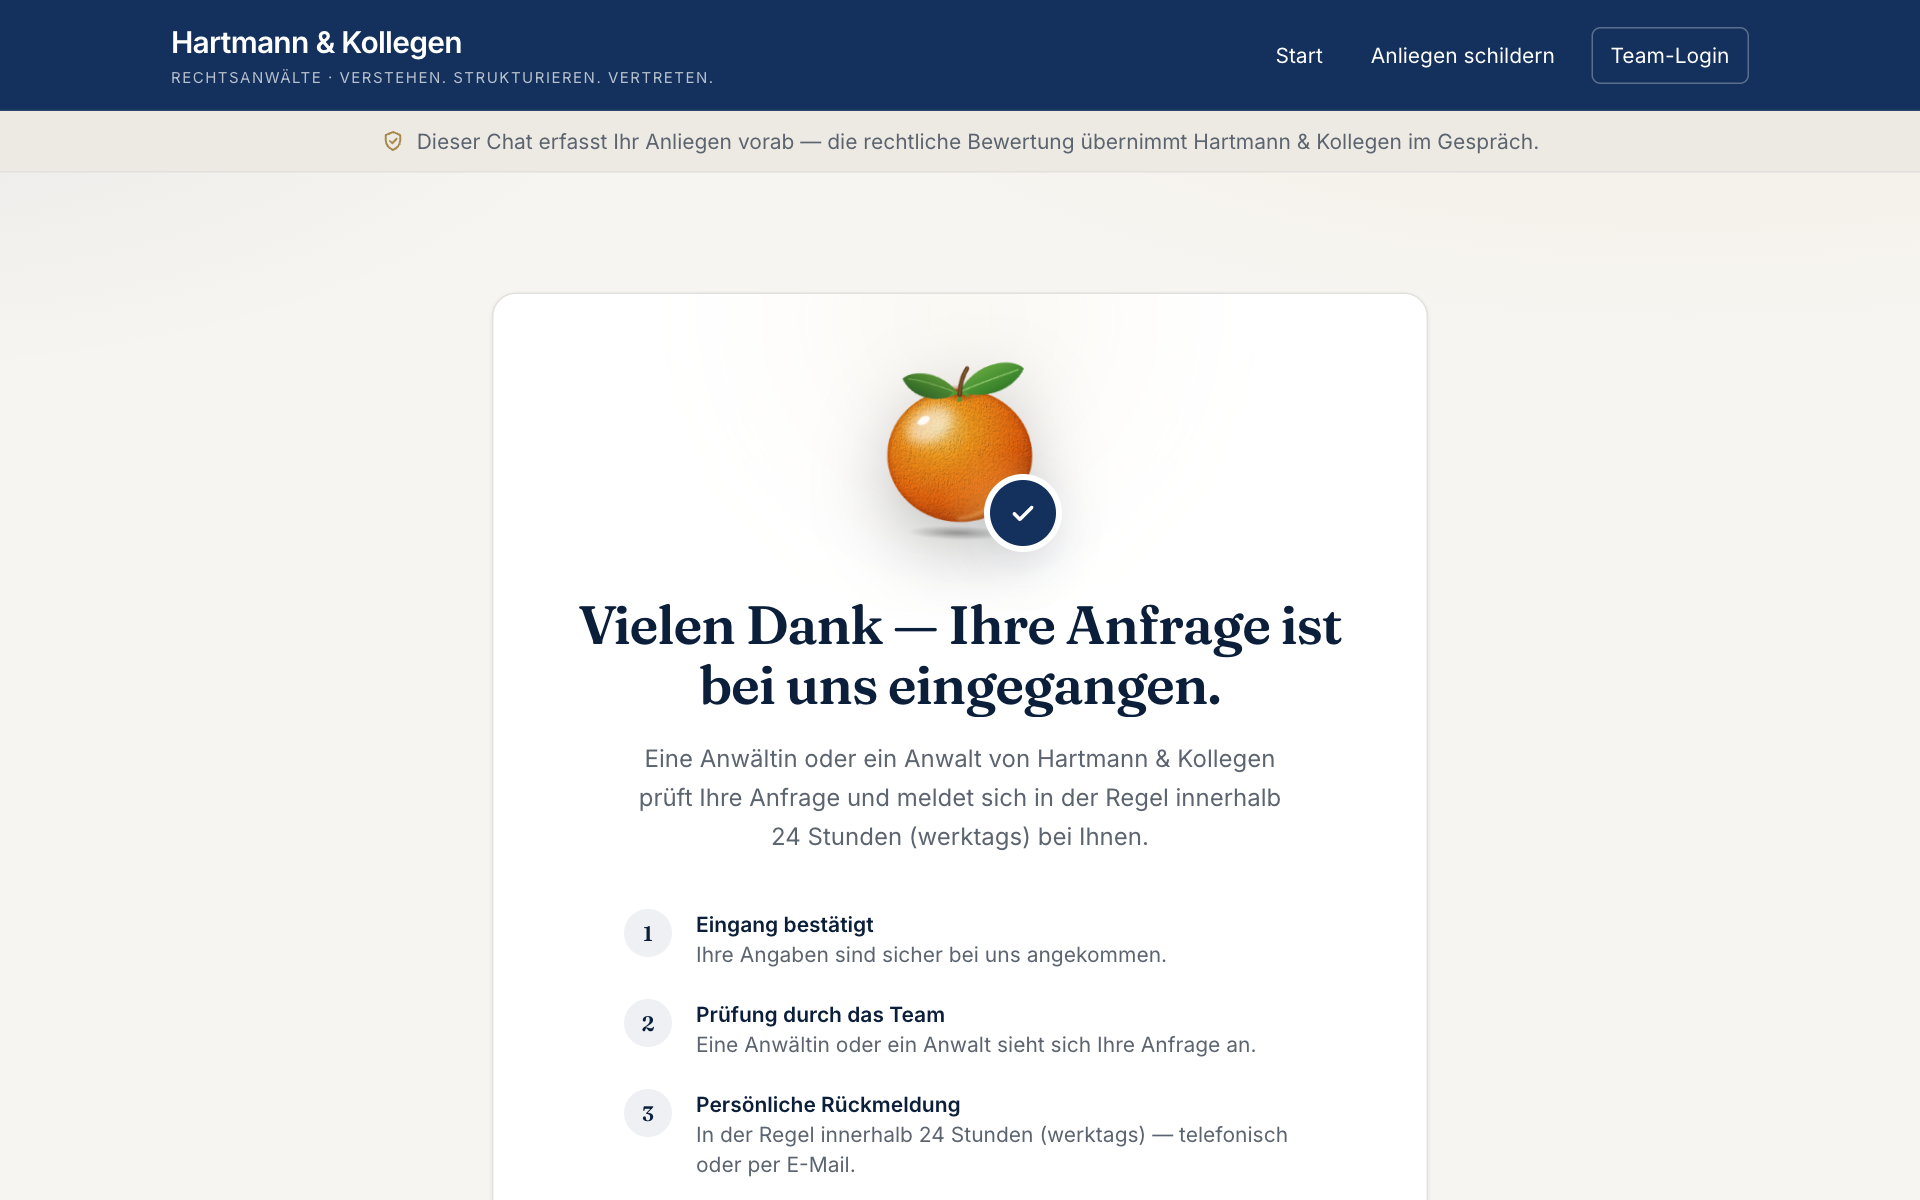 Hartmann & Kollegen
RECHTSANWÄLTE · VERSTEHEN. STRUKTURIEREN. VERTRETEN.
Start
Anliegen schildern
Team-Login
Dieser Chat erfasst Ihr Anliegen vorab — die rechtliche Bewertung übernimmt Hartmann & Kollegen im Gespräch.
Vielen Dank — Ihre Anfrage ist
bei uns eingegangen.
Eine Anwältin oder ein Anwalt von Hartmann & Kollegen
prüft Ihre Anfrage und meldet sich in der Regel innerhalb
24 Stunden (werktags) bei Ihnen.
1
Eingang bestätigt
Ihre Angaben sind sicher bei uns angekommen.
2
Prüfung durch das Team
Eine Anwältin oder ein Anwalt sieht sich Ihre Anfrage an.
3
Persönliche Rückmeldung
In der Regel innerhalb 24 Stunden (werktags) — telefonisch
oder per E-Mail.